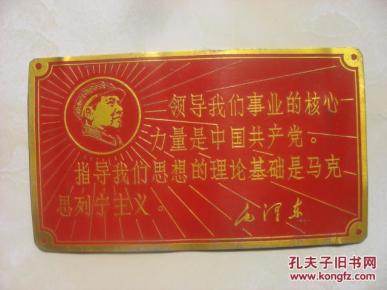 领导我们事业的核心
力量是中国共产党。
指导我们思想的理论基础是马克
思列宁主义。
毛泽东
孔夫子旧书网
www.kongfz.com